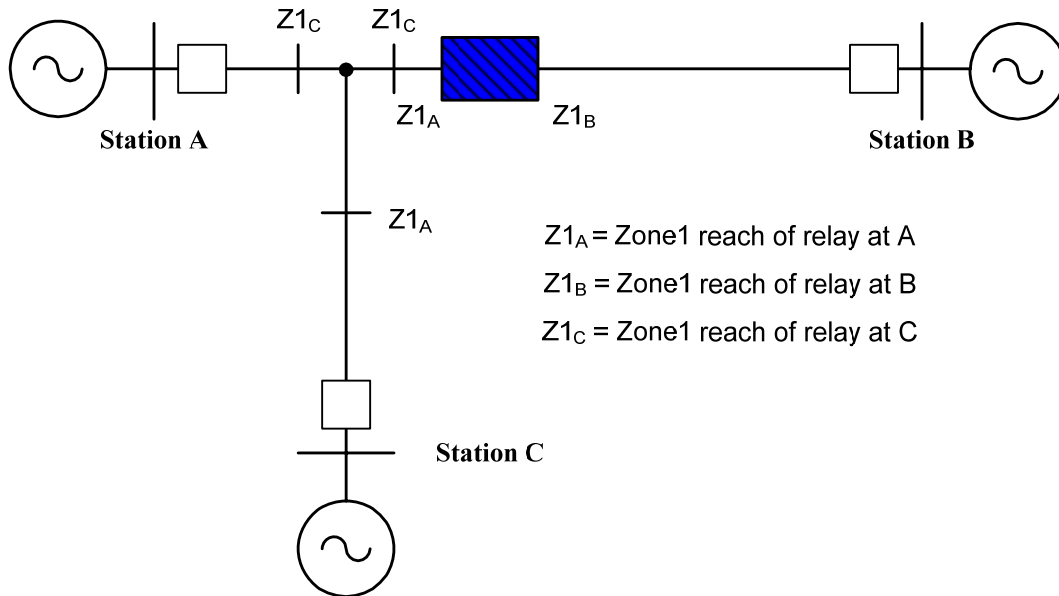 Z1C Z1C
Z1A Z1B
Station A Station B
Z1A
Z1A = Zone1 reach of relay at A
Z1B = Zone1 reach of relay at B
Z1C = Zone1 reach of relay at C
Station C